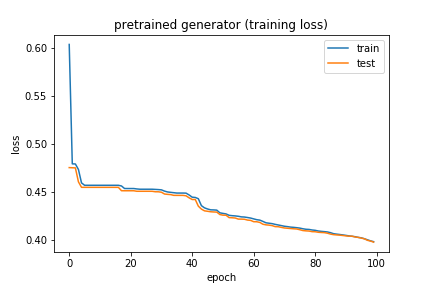 pretrained generator (training loss)
train
test
0.60
0.55
0.50
0.45
0.40
loss
0 20 40 60 80 100
epoch